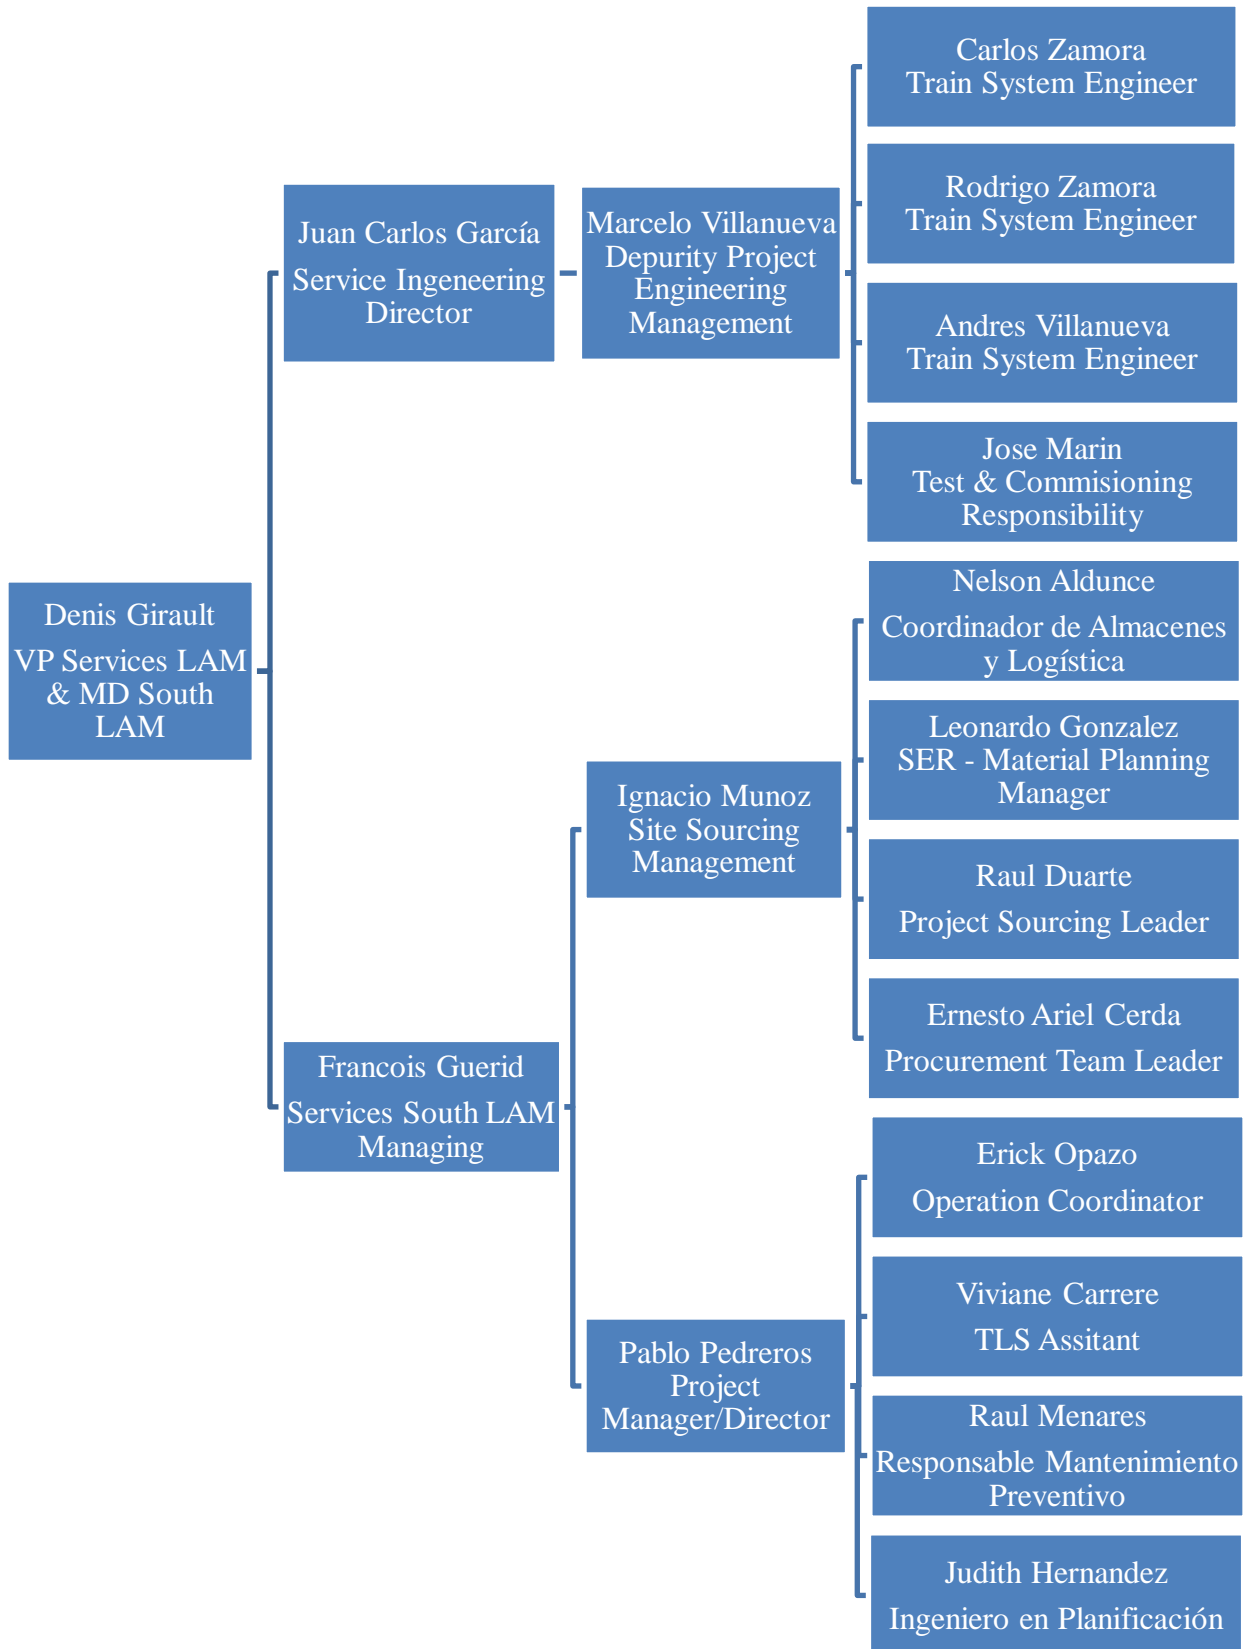 Denis Girault
VP Services LAM
& MD South
LAM
Juan Carlos García
Service Ingeneering
Director
Marcelo Villanueva
Depurity Project
Engineering
Management
Carlos Zamora
Train System Engineer
Rodrigo Zamora
Train System Engineer
Andres Villanueva
Train System Engineer
Jose Marin
Test & Commisioning
Responsibility
Francois Guerid
Services South LAM
Managing
Ignacio Munoz
Site Sourcing
Management
Nelson Aldunce
Coordinador de Almacenes
y Logística
Leonardo Gonzalez
SER - Material Planning
Manager
Raul Duarte
Project Sourcing Leader
Ernesto Ariel Cerda
Procurement Team Leader
Pablo Pedreros
Project
Manager/Director
Erick Opazo
Operation Coordinator
Viviane Carrere
TLS Assitant
Raul Menares
Responsable Mantenimiento
Preventivo
Judith Hernandez
Ingeniero en Planificación